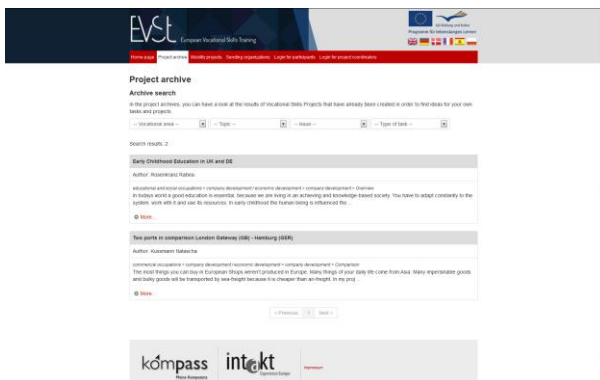 EVSt European Vocational Skills Training
GD Bildung und Kultur
Programm für lebenslanges Lernen
Home page Project archive Mobility projects Sending organizations Login for participants Login for project coordinators
Project archive
Archive search
In the project archives, you can have a look at the results of Vocational Skills Projects that have already been created in order to find ideas for your own
tasks and projects.
-- Vocational area -- -- Topic -- -- Issue -- -- Type of task --
Search results: 2
Early Childhood Education in UK and DE
Author: Rosenkranz Rabea
educational and social occupations > company development / economic development > company development > Overview
In todays world a good education is essential, because we are living in an achieving and knowledge-based society. You have to adapt constantly to the
system, work with it and use its resources. In early childhood the human being is influenced the ...
More...
Two ports in comparison London Gateway (GB) - Hamburg (GER)
Author: Kussmann Natascha
commercial occupations > company development / economic development > company development > Comparison
The most things you can buy in European Shops weren't produced in Europe. Many things of your daily life come from Asia. Many imperishable goods
and bulky goods will be transported by sea-freight because it is cheaper than air-freight. In my proj ...
More...
< Previous 1 Next >
kompass intakt Impressum
Meine Kompetenz Experience Europe